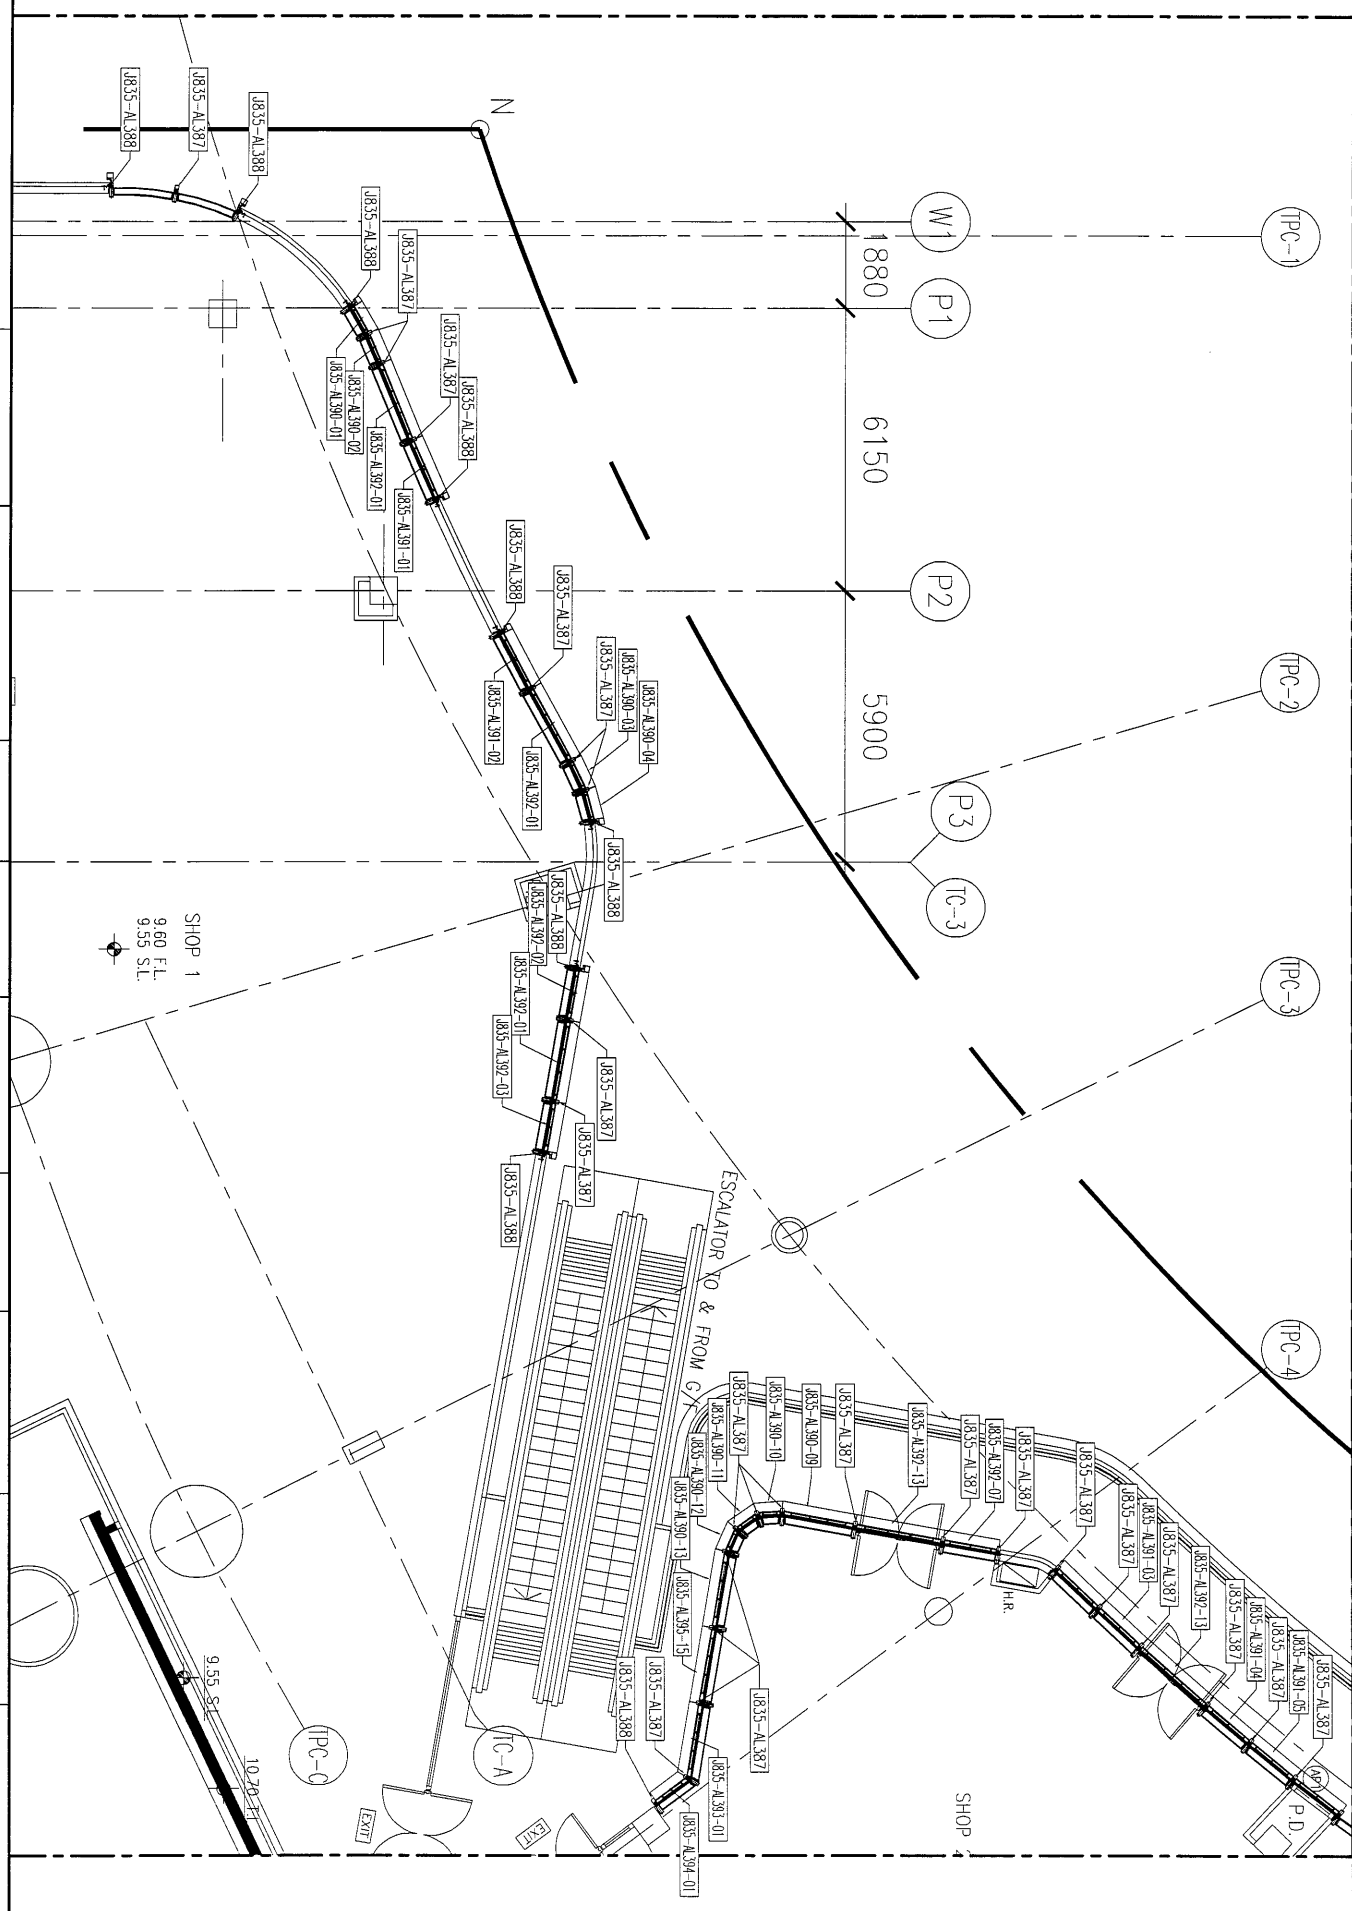 N
W1
P1
P2
P3
TC-3
TPC-1
TPC-2
TPC-3
TPC-4
1880
6150
5900
J835-AL388
J835-AL387
J835-AL388
J835-AL388
J835-AL387
J835-AL387
J835-AL388
J835-AL390-01
J835-AL390-02
J835-AL392-01
J835-AL391-01
J835-AL388
J835-AL387
J835-AL387
J835-AL390-03
J835-AL390-04
J835-AL391-02
J835-AL392-01
J835-AL388
J835-AL388
J835-AL392-02
J835-AL392-01
J835-AL392-03
J835-AL387
J835-AL387
J835-AL388
SHOP 1
9.60 F.L.
9.55 S.L.
ESCALATOR TO & FROM G/
J835-AL387
J835-AL390-10
J835-AL390-09
J835-AL387
J835-AL392-13
J835-AL387
J835-AL392-07
J835-AL387
J835-AL387
J835-AL387
J835-AL391-03
J835-AL387
J835-AL392-13
J835-AL387
J835-AL391-04
J835-AL387
J835-AL391-05
J835-AL387
J835-AL390-11
J835-AL390-12
J835-AL390-13
J835-AL395-15
J835-AL387
J835-AL388
J835-AL387
J835-AL393-01
J835-AL394-01
H.R.
AP1
P.D.
SHOP 2
TPC-C
TC-A
EXIT
EXIT
9.55 S.L
10.70 F.L